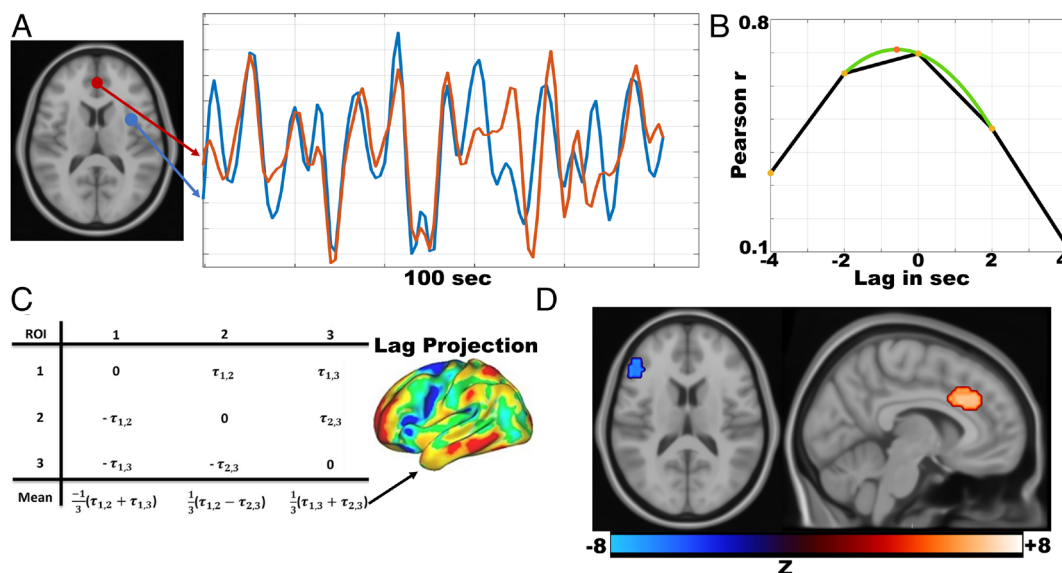 A
100 sec
B
0.8
Pearson r
0.1
-4 -2 0 2 4
Lag in sec
C
ROI 1 2 3
1 0 τ1,2 τ1,3
2 -τ1,2 0 τ2,3
3 -τ1,3 -τ2,3 0
Mean -1/3(τ1,2 + τ1,3) 1/3(τ1,2 − τ2,3) 1/3(τ1,3 + τ2,3)
Lag Projection
D
-8 +8
Z